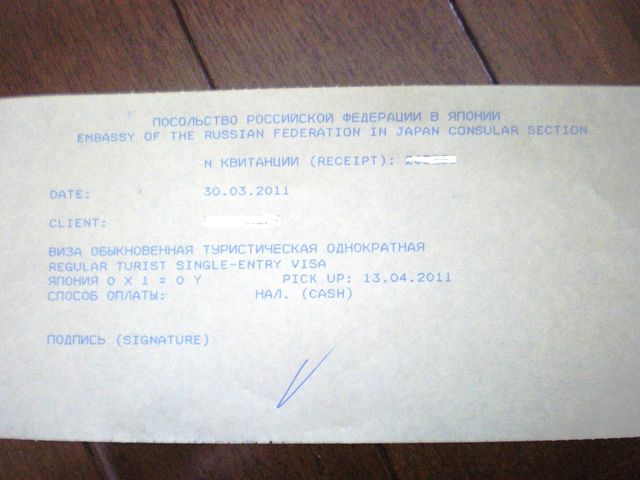 ПОСОЛЬСТВО РОССИЙСКОЙ ФЕДЕРАЦИИ В ЯПОНИИ
EMBASSY OF THE RUSSIAN FEDERATION IN JAPAN CONSULAR SECTION
N КВИТАНЦИИ (RECEIPT):
DATE: 30.03.2011
CLIENT:
ВИЗА ОБЫКНОВЕННАЯ ТУРИСТИЧЕСКАЯ ОДНОКРАТНАЯ
REGULAR TURIST SINGLE-ENTRY VISA
ЯПОНИЯ 0 X 1 = 0 Y PICK UP: 13.04.2011
СПОСОБ ОПЛАТЫ: НАЛ. (CASH)
ПОДПИСЬ (SIGNATURE)